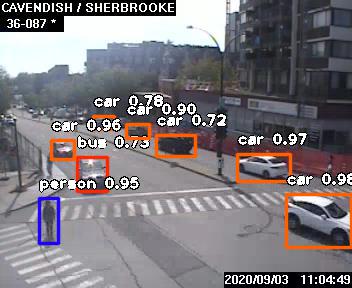 CAVENDISH / SHERBROOKE
36-087 *
car 0.78
car 0.90
car 0.96
car 0.72
bus 0.73
car 0.97
person 0.95
car 0.98
2020/09/03 11:04:49